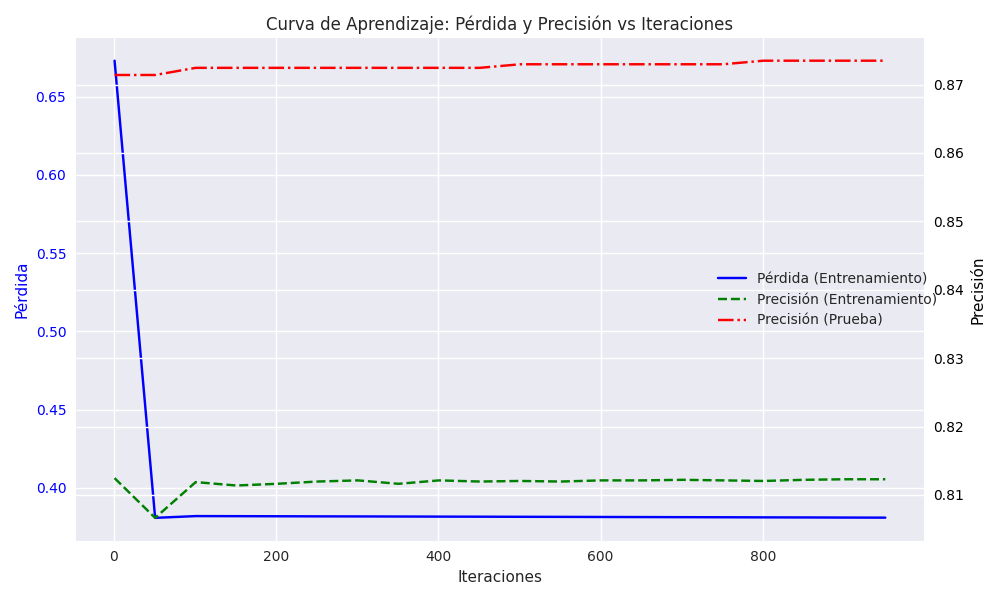 Curva de Aprendizaje: Pérdida y Precisión vs Iteraciones
Pérdida
0.65
0.60
0.55
0.50
0.45
0.40
0.87
0.86
0.85
0.84
0.83
0.82
0.81
Precisión
Pérdida (Entrenamiento)
Precisión (Entrenamiento)
Precisión (Prueba)
0
200
400
600
800
Iteraciones